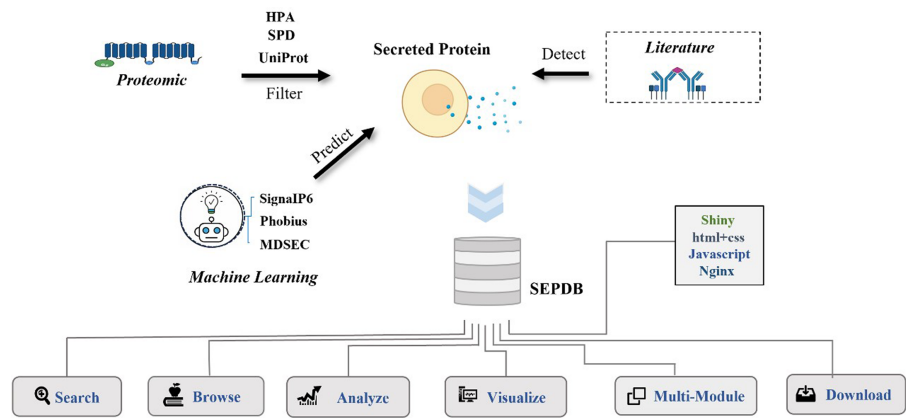 HPA
SPD
UniProt
Filter
Proteomic
Secreted Protein
Detect
Literature
Predict
SignaIP6
Phobius
MDSEC
Machine Learning
Shiny
html+css
Javascript
Nginx
SEPDB
Search
Browse
Analyze
Visualize
Multi-Module
Download